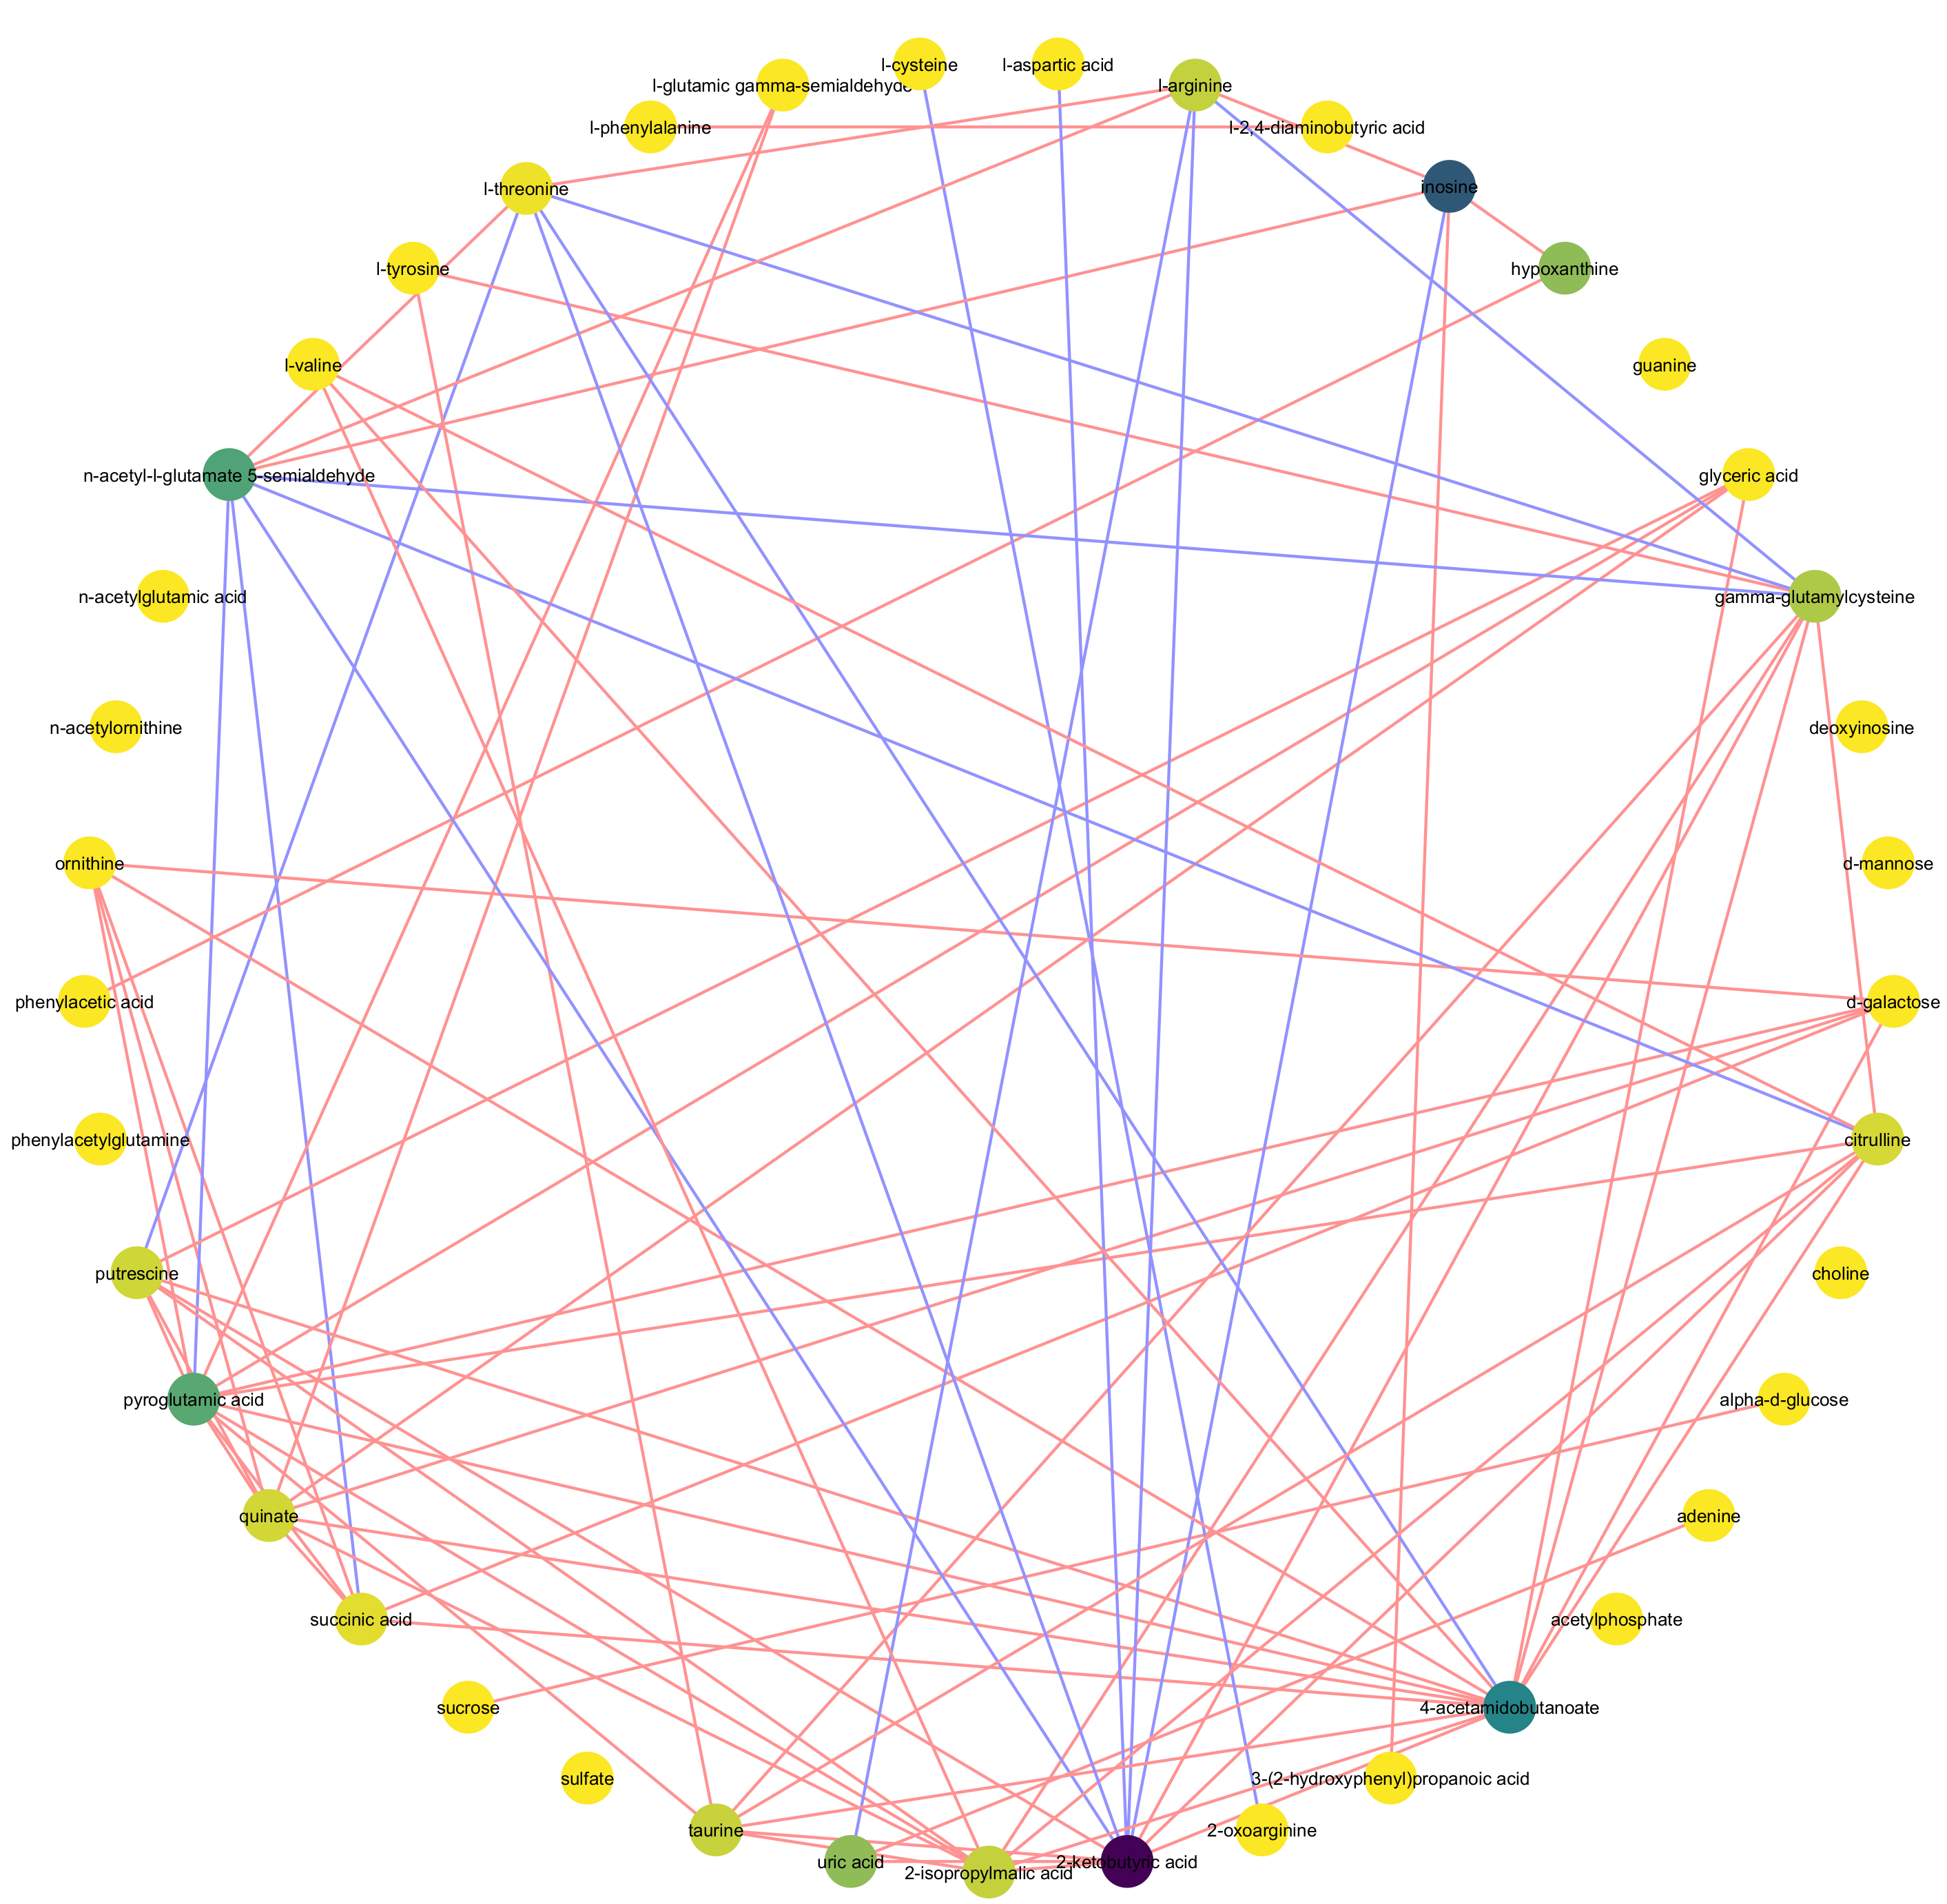 l-cysteine
l-aspartic acid
l-glutamic gamma-semialdehyde
l-arginine
l-phenylalanine
l-2,4-diaminobutyric acid
l-threonine
inosine
l-tyrosine
hypoxanthine
l-valine
guanine
n-acetyl-l-glutamate 5-semialdehyde
glyceric acid
n-acetylglutamic acid
gamma-glutamylcysteine
n-acetylornithine
deoxyinosine
ornithine
d-mannose
phenylacetic acid
d-galactose
phenylacetylglutamine
citrulline
putrescine
choline
pyroglutamic acid
alpha-d-glucose
quinate
adenine
succinic acid
acetylphosphate
sucrose
4-acetamidobutanoate
sulfate
3-(2-hydroxyphenyl)propanoic acid
taurine
2-oxoarginine
uric acid
2-isopropylmalic acid
2-ketobutyric acid